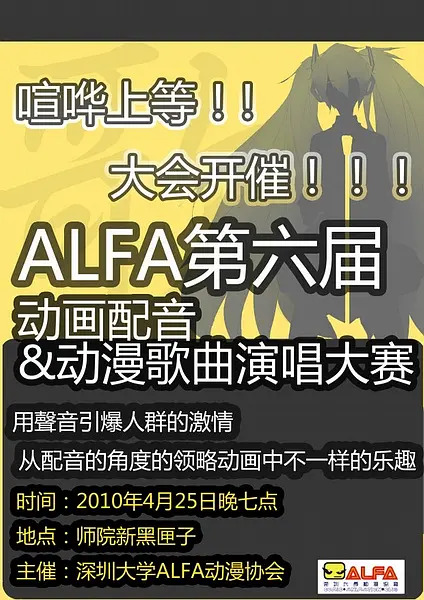 歌
喧哗上等！！
大会开催！！！
ALFA第六届
动画配音
&动漫歌曲演唱大赛
用聲音引爆人群的激情
从配音的角度的领略动画中不一样的乐趣
时间：2010年4月25日晚七点
地点：师院新黑匣子
主催：深圳大学ALFA动漫协会
ALFA